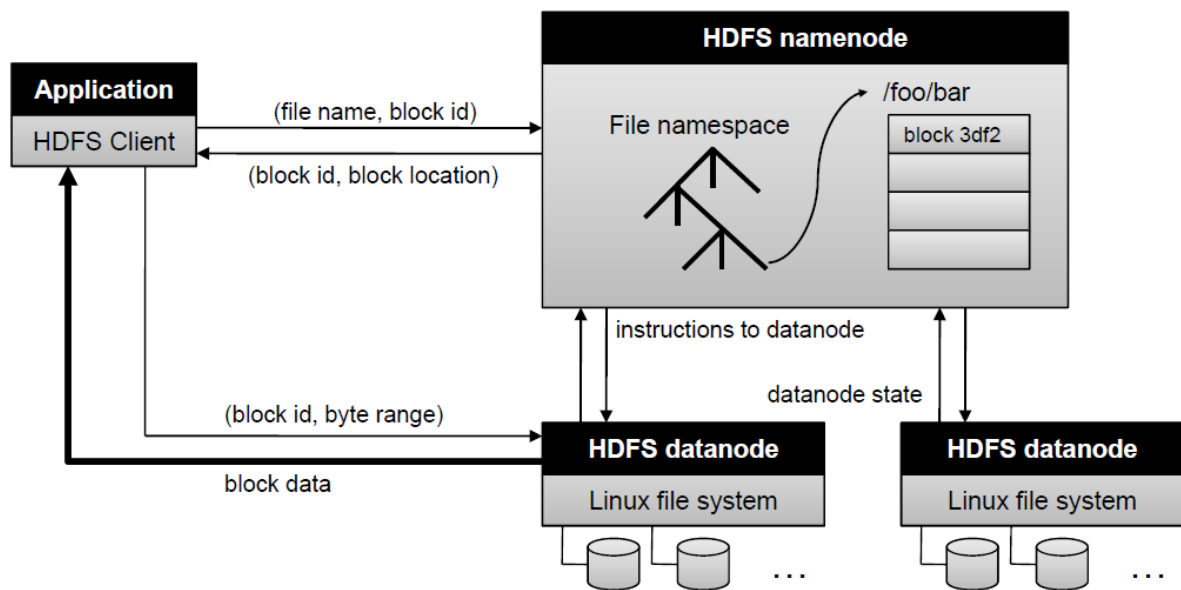 HDFS namenode
Application
HDFS Client
(file name, block id)
(block id, block location)
File namespace
/foo/bar
block 3df2
instructions to datanode
datanode state
(block id, byte range)
block data
HDFS datanode
Linux file system
. . .
HDFS datanode
Linux file system
. . .